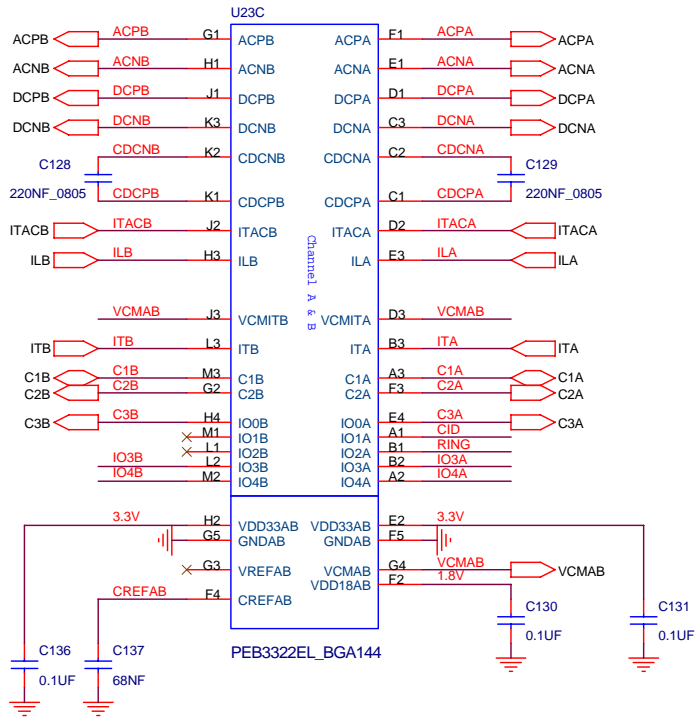 U23C
ACPB ACPB G1 ACPB ACPA F1 ACPA ACPA
ACNB ACNB H1 ACNB ACNA E1 ACNA ACNA
DCPB DCPB J1 DCPB DCPA D1 DCPA DCPA
DCNB DCNB K3 DCNB DCNA C3 DCNA DCNA
CDCNB K2 CDCNB CDCNA C2 CDCNA
C128 C129
220NF_0805 220NF_0805
CDCPB K1 CDCPB CDCPA C1 CDCPA
ITACB ITACB J2 ITACB ITACA D2 ITACA ITACA
ILB ILB H3 ILB ILA E3 ILA ILA
Channel A & B
VCMAB J3 VCMITB VCMITA D3 VCMAB
ITB ITB L3 ITB ITA B3 ITA ITA
C1B C1B M3 C1B C1A A3 C1A C1A
C2B C2B G2 C2B C2A F3 C2A C2A
C3B C3B H4 IO0B IO0A E4 C3A C3A
M1 IO1B IO1A A1 CID
L1 IO2B IO2A B1 RING
IO3B L2 IO3B IO3A B2 IO3A
IO4B M2 IO4B IO4A A2 IO4A
3.3V H2 VDD33AB VDD33AB E2 3.3V
G5 GNDAB GNDAB F5
G3 VREFAB VCMAB G4 VCMAB VCMAB
VDD18AB F2 1.8V
CREFAB F4 CREFAB
C130 C131
0.1UF 0.1UF
C136 C137
0.1UF 68NF
PEB3322EL_BGA144